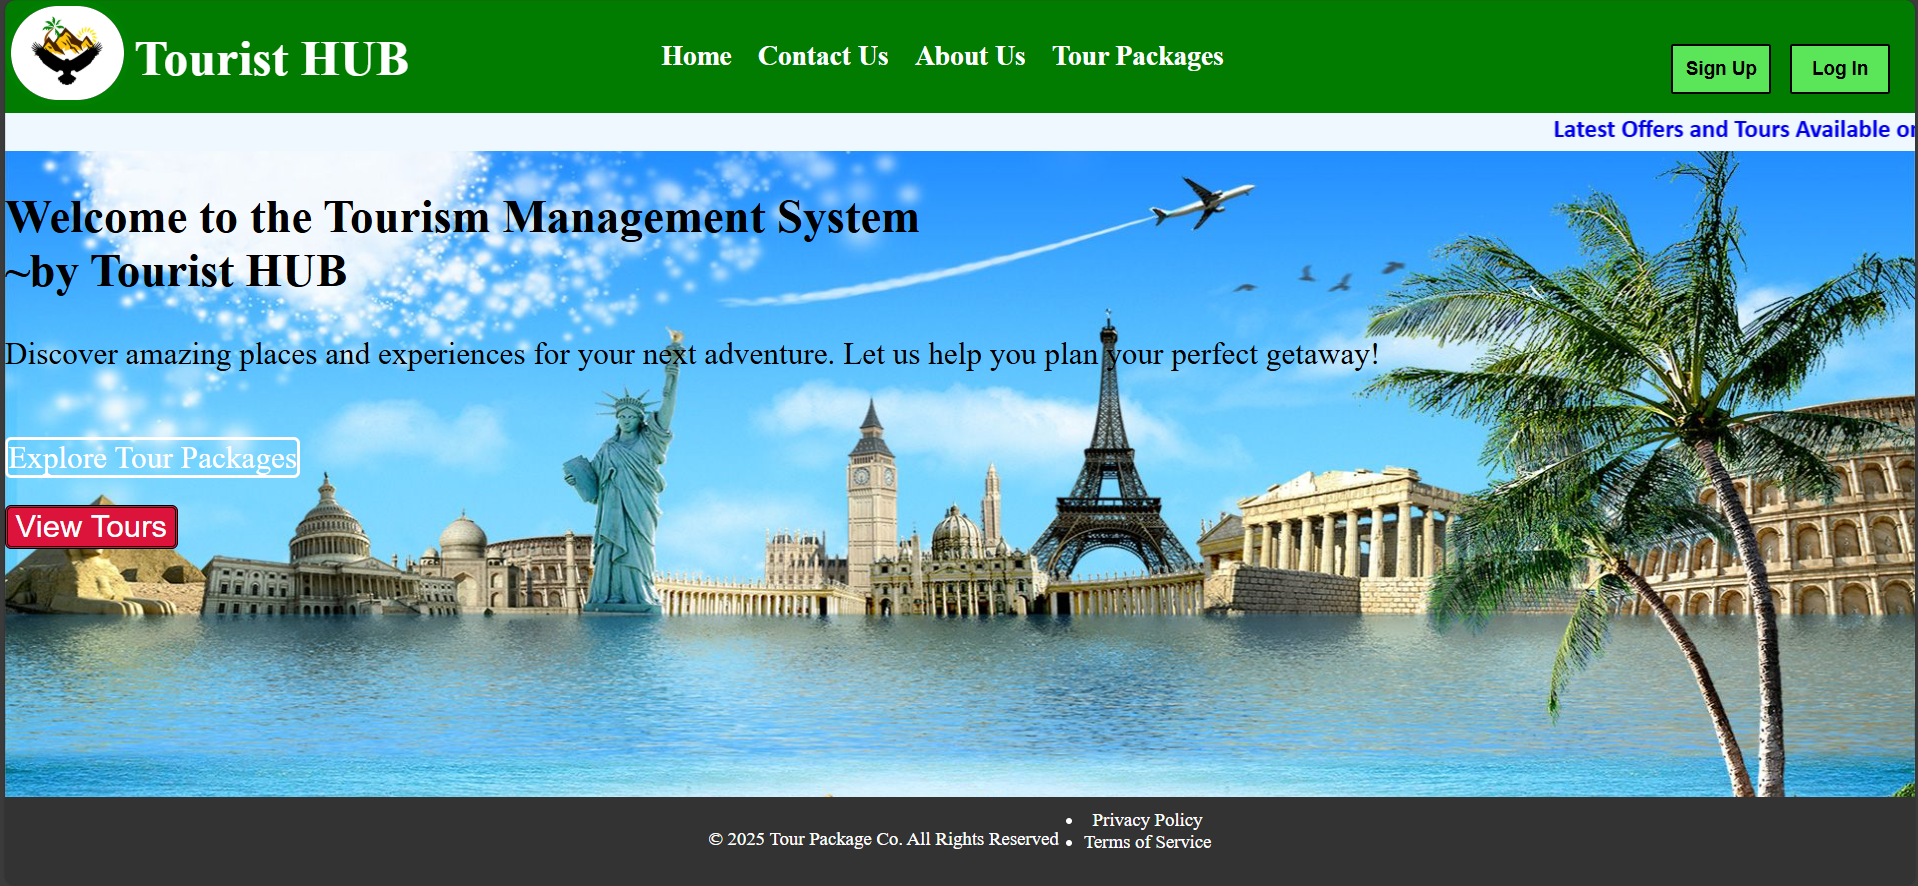 Tourist HUB
Home Contact Us About Us Tour Packages
Sign Up Log In
Latest Offers and Tours Available
Welcome to the Tourism Management System
~by Tourist HUB
Discover amazing places and experiences for your next adventure. Let us help you plan your perfect getaway!
Explore Tour Packages
View Tours
© 2025 Tour Package Co. All Rights Reserved
• Privacy Policy
• Terms of Service